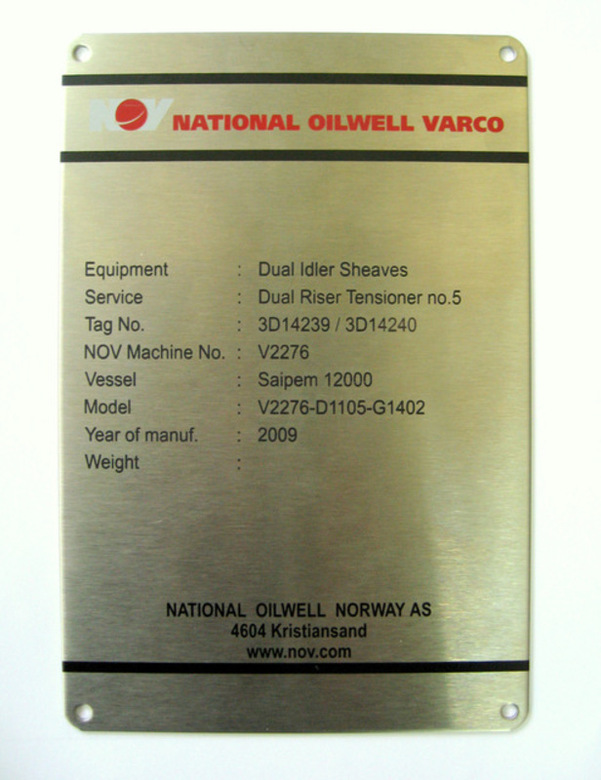 NOV NATIONAL OILWELL VARCO
Equipment : Dual Idler Sheaves
Service : Dual Riser Tensioner no.5
Tag No. : 3D14239 / 3D14240
NOV Machine No. : V2276
Vessel : Saipem 12000
Model : V2276-D1105-G1402
Year of manuf. : 2009
Weight :
NATIONAL OILWELL NORWAY AS
4604 Kristiansand
www.nov.com